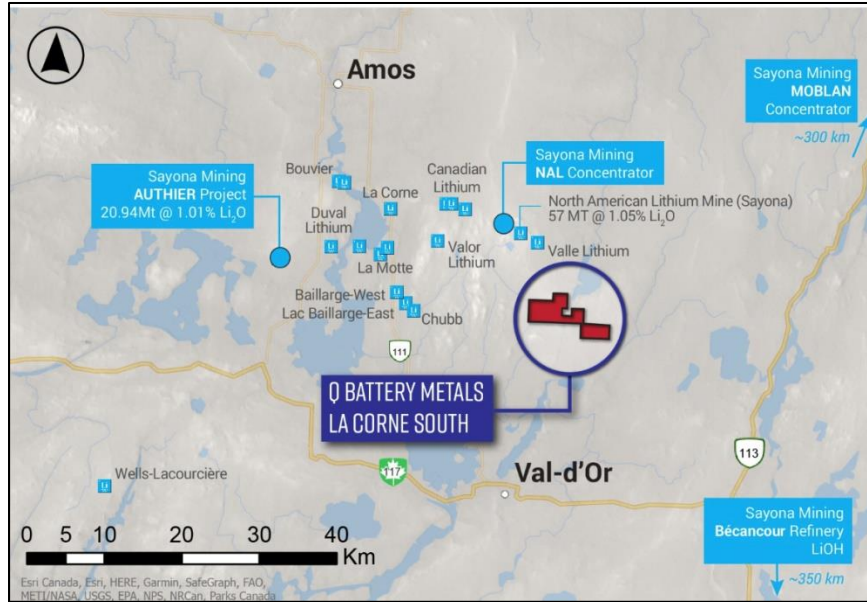 Amos
Sayona Mining
MOBLAN
Concentrator
~300 km
Sayona Mining
AUTHIER Project
20.94Mt @ 1.01% Li₂O
Bouvier
La Corne
Canadian
Lithium
Sayona Mining
NAL Concentrator
North American Lithium Mine (Sayona)
57 MT @ 1.05% Li₂O
Duval
Lithium
La Motte
Valor
Lithium
Valle Lithium
Baillarge-West
Lac Baillarge-East
Chubb
111
Q BATTERY METALS
LA CORNE SOUTH
Wells-Lacourcière
117
Val-d'Or
113
Sayona Mining
Bécancour Refinery
LiOH
~350 km
0 5 10 20 30 40
Km
Esri Canada, Esri, HERE, Garmin, SafeGraph, FAO,
METI/NASA, USGS, EPA, NPS, NRCan, Parks Canada